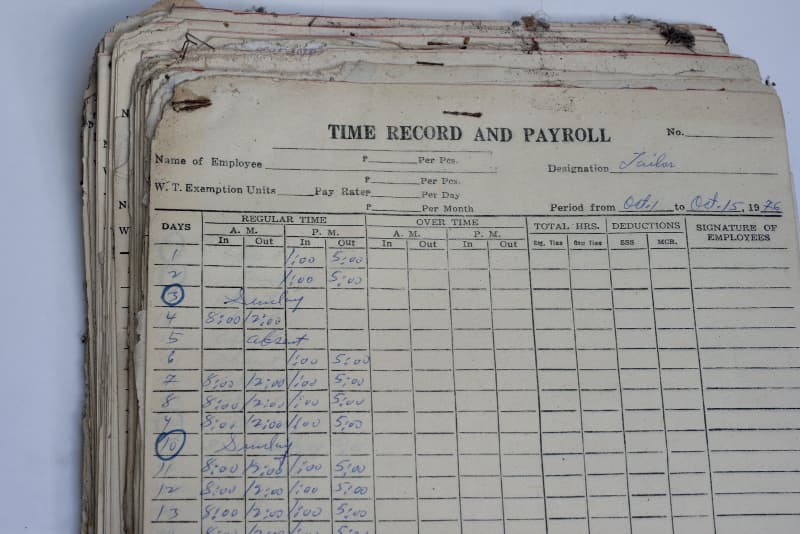 TIME RECORD AND PAYROLL No.
Name of Employee P Per Pcs. Designation Tailor
P Per Pcs.
W. T. Exemption Units Pay Rate P Per Day
P Per Month Period from Oct. 1 to Oct. 15, 1976
DAYS REGULAR TIME OVER TIME TOTAL HRS. DEDUCTIONS SIGNATURE OF EMPLOYEES
A. M. P. M. A. M. P. M.
In Out In Out In Out In Out Reg. Time Over Time SSS MCR.
1 1:00 5:00
2 1:00 5:00
3 Sunday
4 8:00 12:00
5 absent
6 1:00 5:00
7 8:00 12:00 1:00 5:00
8 8:00 12:00 1:00 5:00
9 8:00 12:00 1:00 5:00
10 Sunday
11 8:00 12:00 1:00 5:00
12 8:00 12:00 1:00 5:00
13 8:00 12:00 1:00 5:00